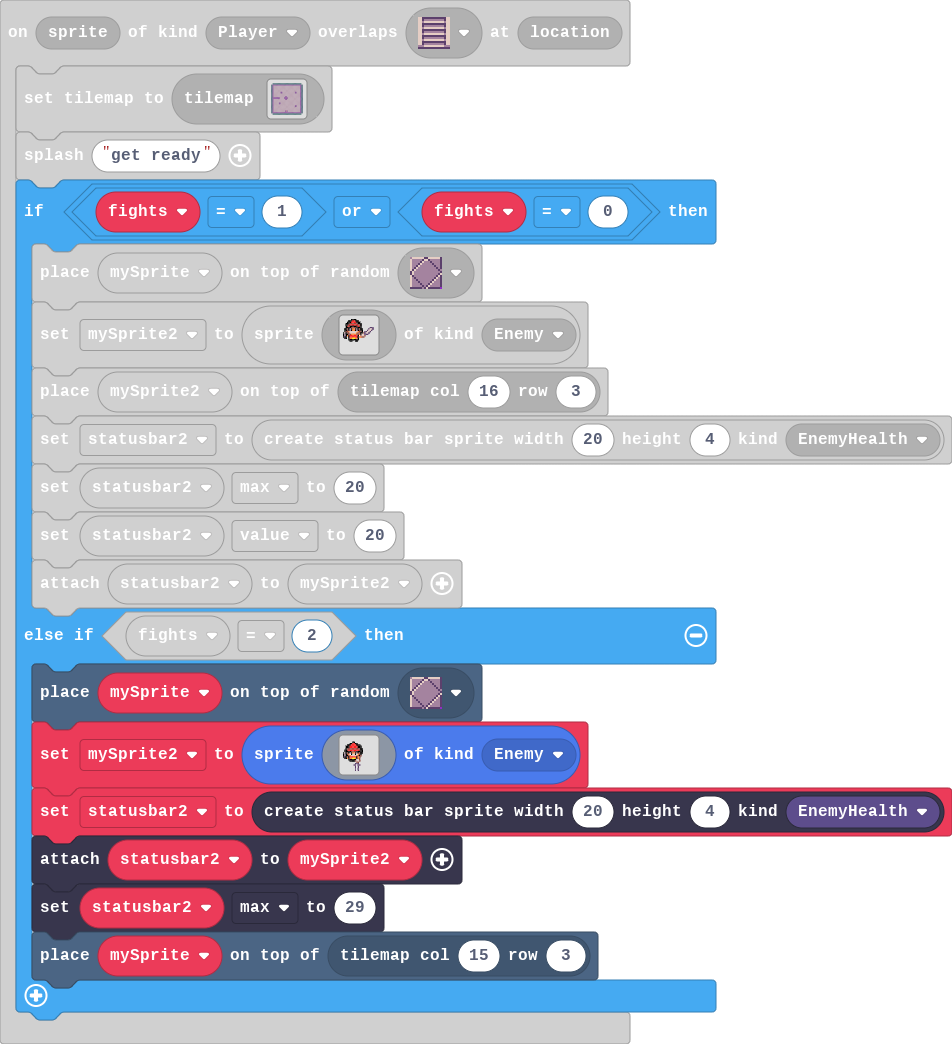 on sprite of kind Player overlaps at location
set tilemap to tilemap
splash "get ready"
if fights = 1 or fights = 0 then
place mySprite on top of random
set mySprite2 to sprite of kind Enemy
place mySprite2 on top of tilemap col 16 row 3
set statusbar2 to create status bar sprite width 20 height 4 kind EnemyHealth
set statusbar2 max to 20
set statusbar2 value to 20
attach statusbar2 to mySprite2
else if fights = 2 then
place mySprite on top of random
set mySprite2 to sprite of kind Enemy
set statusbar2 to create status bar sprite width 20 height 4 kind EnemyHealth
attach statusbar2 to mySprite2
set statusbar2 max to 29
place mySprite on top of tilemap col 15 row 3